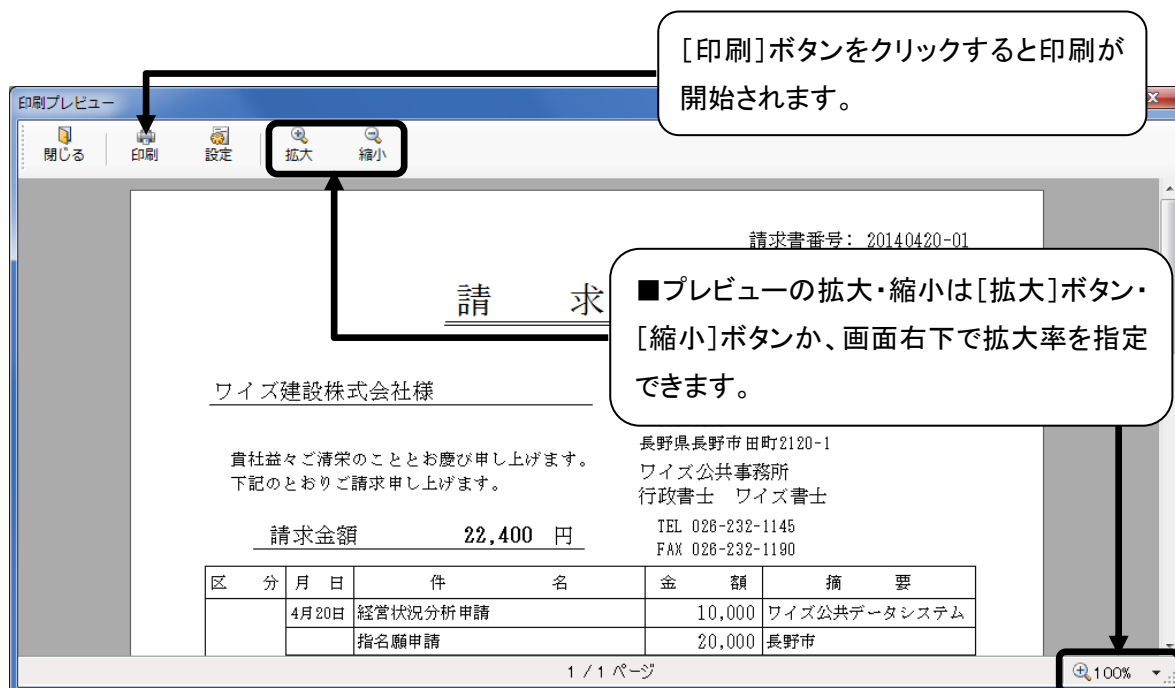 [印刷]ボタンをクリックすると印刷が
開始されます。
印刷プレビュー
閉じる 印刷 設定 拡大 縮小
請求書番号: 20140420-01
請 求
■プレビューの拡大・縮小は[拡大]ボタン・
[縮小]ボタンか、画面右下で拡大率を指定
できます。
ワイズ建設株式会社様
貴社益々ご清栄のこととお慶び申し上げます。
下記のとおりご請求申し上げます。
長野県長野市田町2120-1
ワイズ公共事務所
行政書士 ワイズ書士
TEL 026-232-1145
FAX 026-232-1190
請求金額 22,400 円
区 分 月 日 件 名 金 額 摘 要
4月20日 経営状況分析申請 10,000 ワイズ公共データシステム
指名願申請 20,000 長野市
1 / 1 ページ
100%